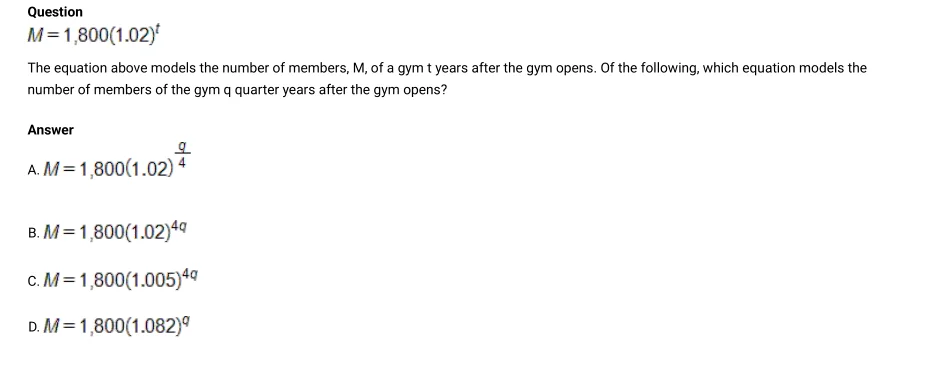 Question
M = 1,800(1.02)ᵗ
The equation above models the number of members, M, of a gym t years after the gym opens. Of the following, which equation models the
number of members of the gym q quarter years after the gym opens?
Answer
A. M = 1,800(1.02)^(q/4)
B. M = 1,800(1.02)^(4q)
C. M = 1,800(1.005)^(4q)
D. M = 1,800(1.082)^q